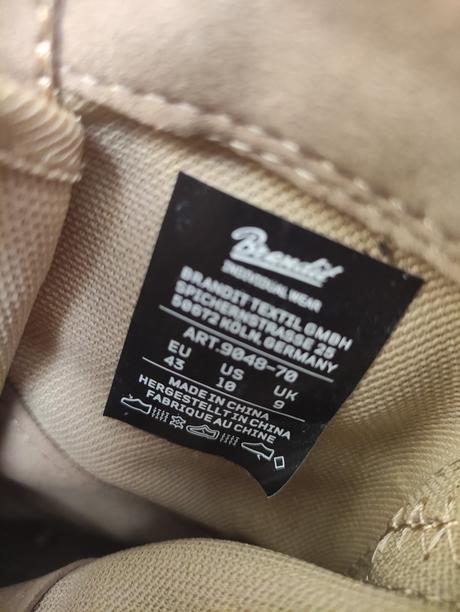 Brandit
INDIVIDUAL WEAR
BRANDIT TEXTIL GMBH
SPICHERNSTRASSE 25
50672 KÖLN, GERMANY
ART.9048-70
EU US UK
43 10 9
MADE IN CHINA
HERGESTELLT IN CHINA
FABRIQUE AU CHINE